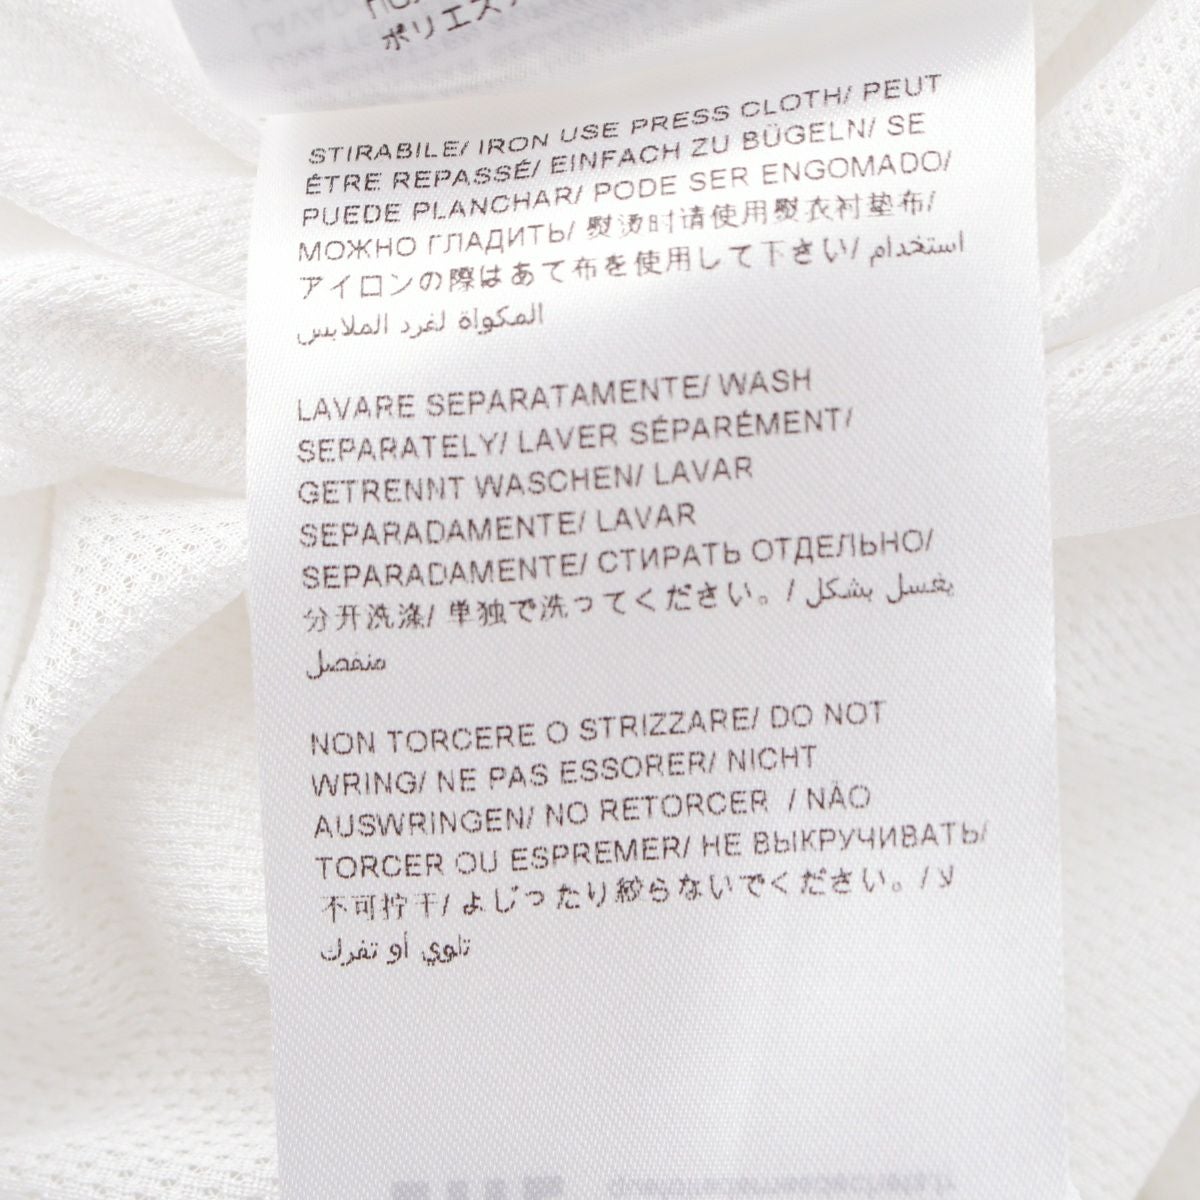 ポリエス
STIRABILE/ IRON USE PRESS CLOTH/ PEUT
ÊTRE REPASSÉ/ EINFACH ZU BÜGELN/ SE
PUEDE PLANCHAR/ PODE SER ENGOMADO/
МОЖНО ГЛАДИТЬ/ 熨烫时请使用熨衣衬垫布/
アイロンの際はあて布を使用して下さい/ استخدام
المكواة لفرد الملابس
LAVARE SEPARATAMENTE/ WASH
SEPARATELY/ LAVER SÉPARÉMENT/
GETRENNT WASCHEN/ LAVAR
SEPARADAMENTE/ LAVAR
SEPARADAMENTE/ СТИРАТЬ ОТДЕЛЬНО/
分开洗涤/ 単独で洗ってください。/ يغسل بشكل
منفصل
NON TORCERE O STRIZZARE/ DO NOT
WRING/ NE PAS ESSORER/ NICHT
AUSWRINGEN/ NO RETORCER / NÃO
TORCER OU ESPREMER/ НЕ ВЫКРУЧИВАТЬ/
不可拧干/ よじったり絞らないでください。/ لا
تلوي أو تفرك